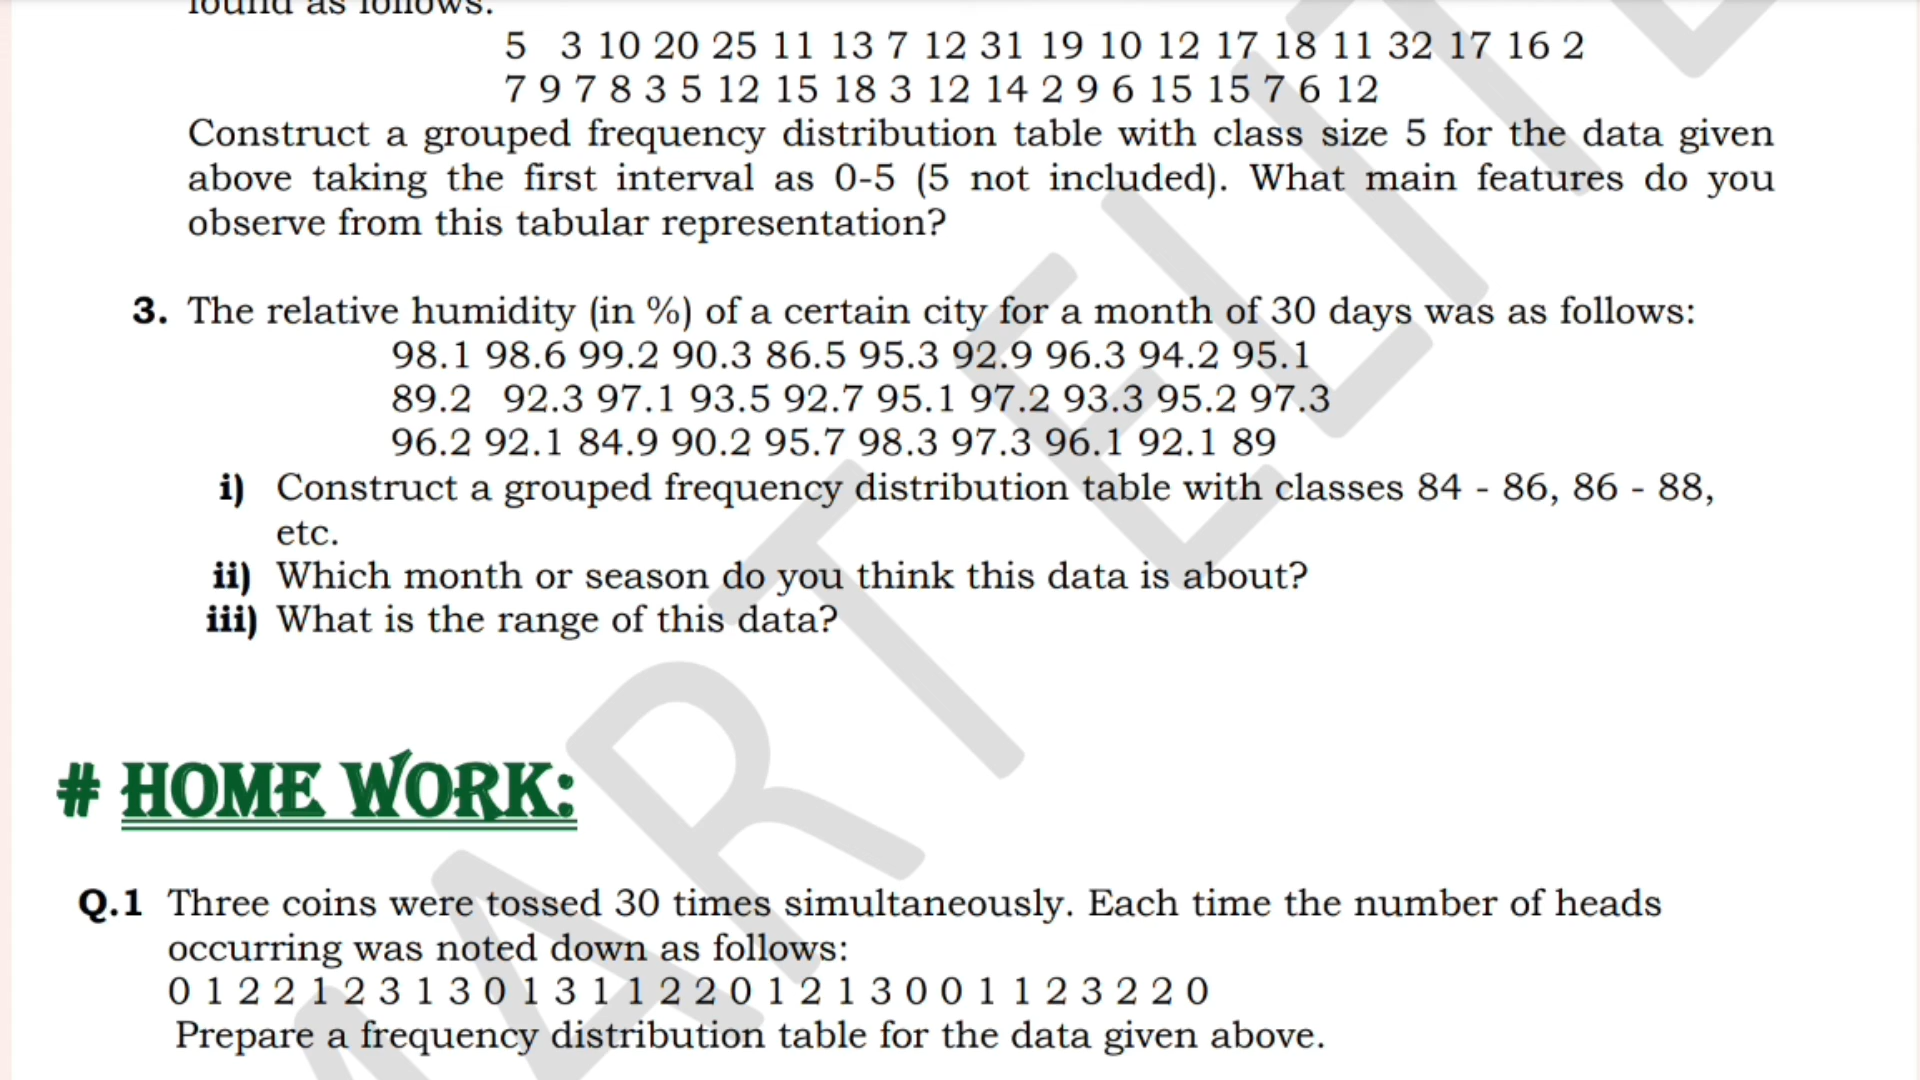 found as follows:
5 3 10 20 25 11 13 7 12 31 19 10 12 17 18 11 32 17 16 2
7 9 7 8 3 5 12 15 18 3 12 14 2 9 6 15 15 7 6 12
Construct a grouped frequency distribution table with class size 5 for the data given
above taking the first interval as 0-5 (5 not included). What main features do you
observe from this tabular representation?
3. The relative humidity (in %) of a certain city for a month of 30 days was as follows:
98.1 98.6 99.2 90.3 86.5 95.3 92.9 96.3 94.2 95.1
89.2 92.3 97.1 93.5 92.7 95.1 97.2 93.3 95.2 97.3
96.2 92.1 84.9 90.2 95.7 98.3 97.3 96.1 92.1 89
i) Construct a grouped frequency distribution table with classes 84 - 86, 86 - 88,
etc.
ii) Which month or season do you think this data is about?
iii) What is the range of this data?
# HOME WORK:
Q.1 Three coins were tossed 30 times simultaneously. Each time the number of heads
occurring was noted down as follows:
0 1 2 2 1 2 3 1 3 0 1 3 1 1 2 2 0 1 2 1 3 0 0 1 1 2 3 2 2 0
Prepare a frequency distribution table for the data given above.